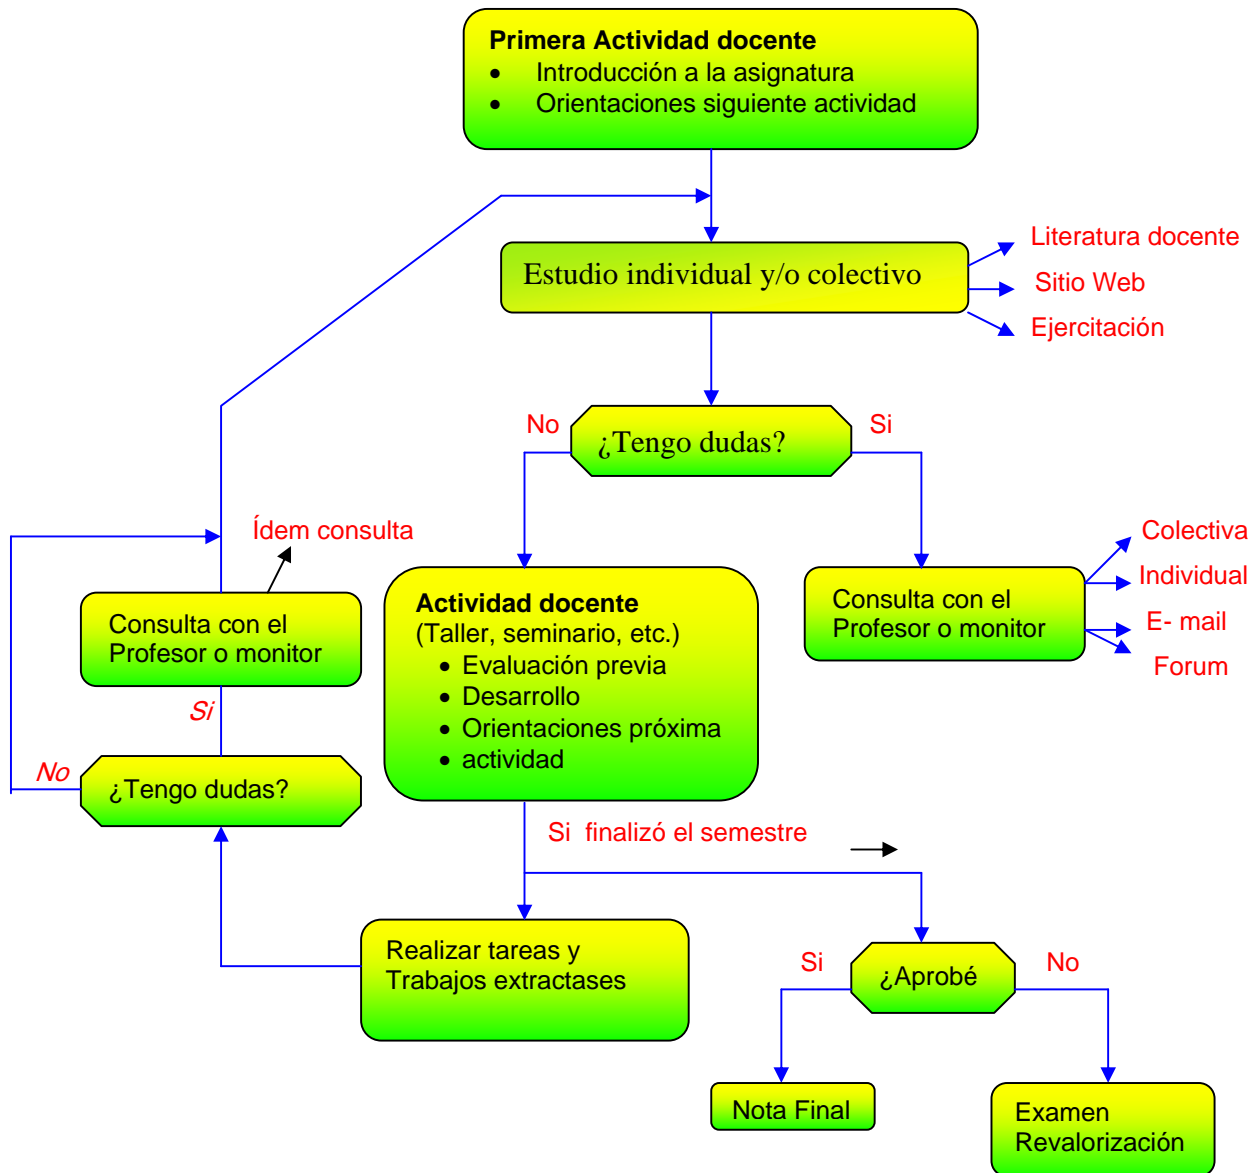 Primera Actividad docente
• Introducción a la asignatura
• Orientaciones siguiente actividad
Estudio individual y/o colectivo
Literatura docente
Sitio Web
Ejercitación
No
¿Tengo dudas?
Si
Ídem consulta
Colectiva
Individual
E- mail
Forum
Consulta con el
Profesor o monitor
Actividad docente
(Taller, seminario, etc.)
• Evaluación previa
• Desarrollo
• Orientaciones próxima
• actividad
Consulta con el
Profesor o monitor
Si
No
¿Tengo dudas?
Si finalizó el semestre
Realizar tareas y
Trabajos extractases
Si
¿Aprobé
No
Nota Final
Examen
Revalorización